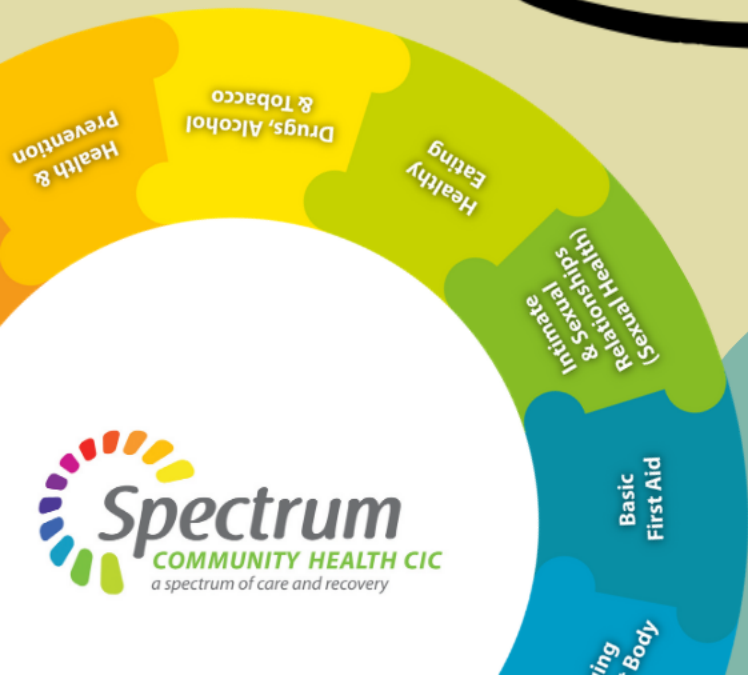 Health &
Prevention
Drugs, Alcohol
& Tobacco
Healthy
Eating
Intimate
& Sexual
Relationships
(Sexual Health)
Basic
First Aid
Body
Spectrum
COMMUNITY HEALTH CIC
a spectrum of care and recovery